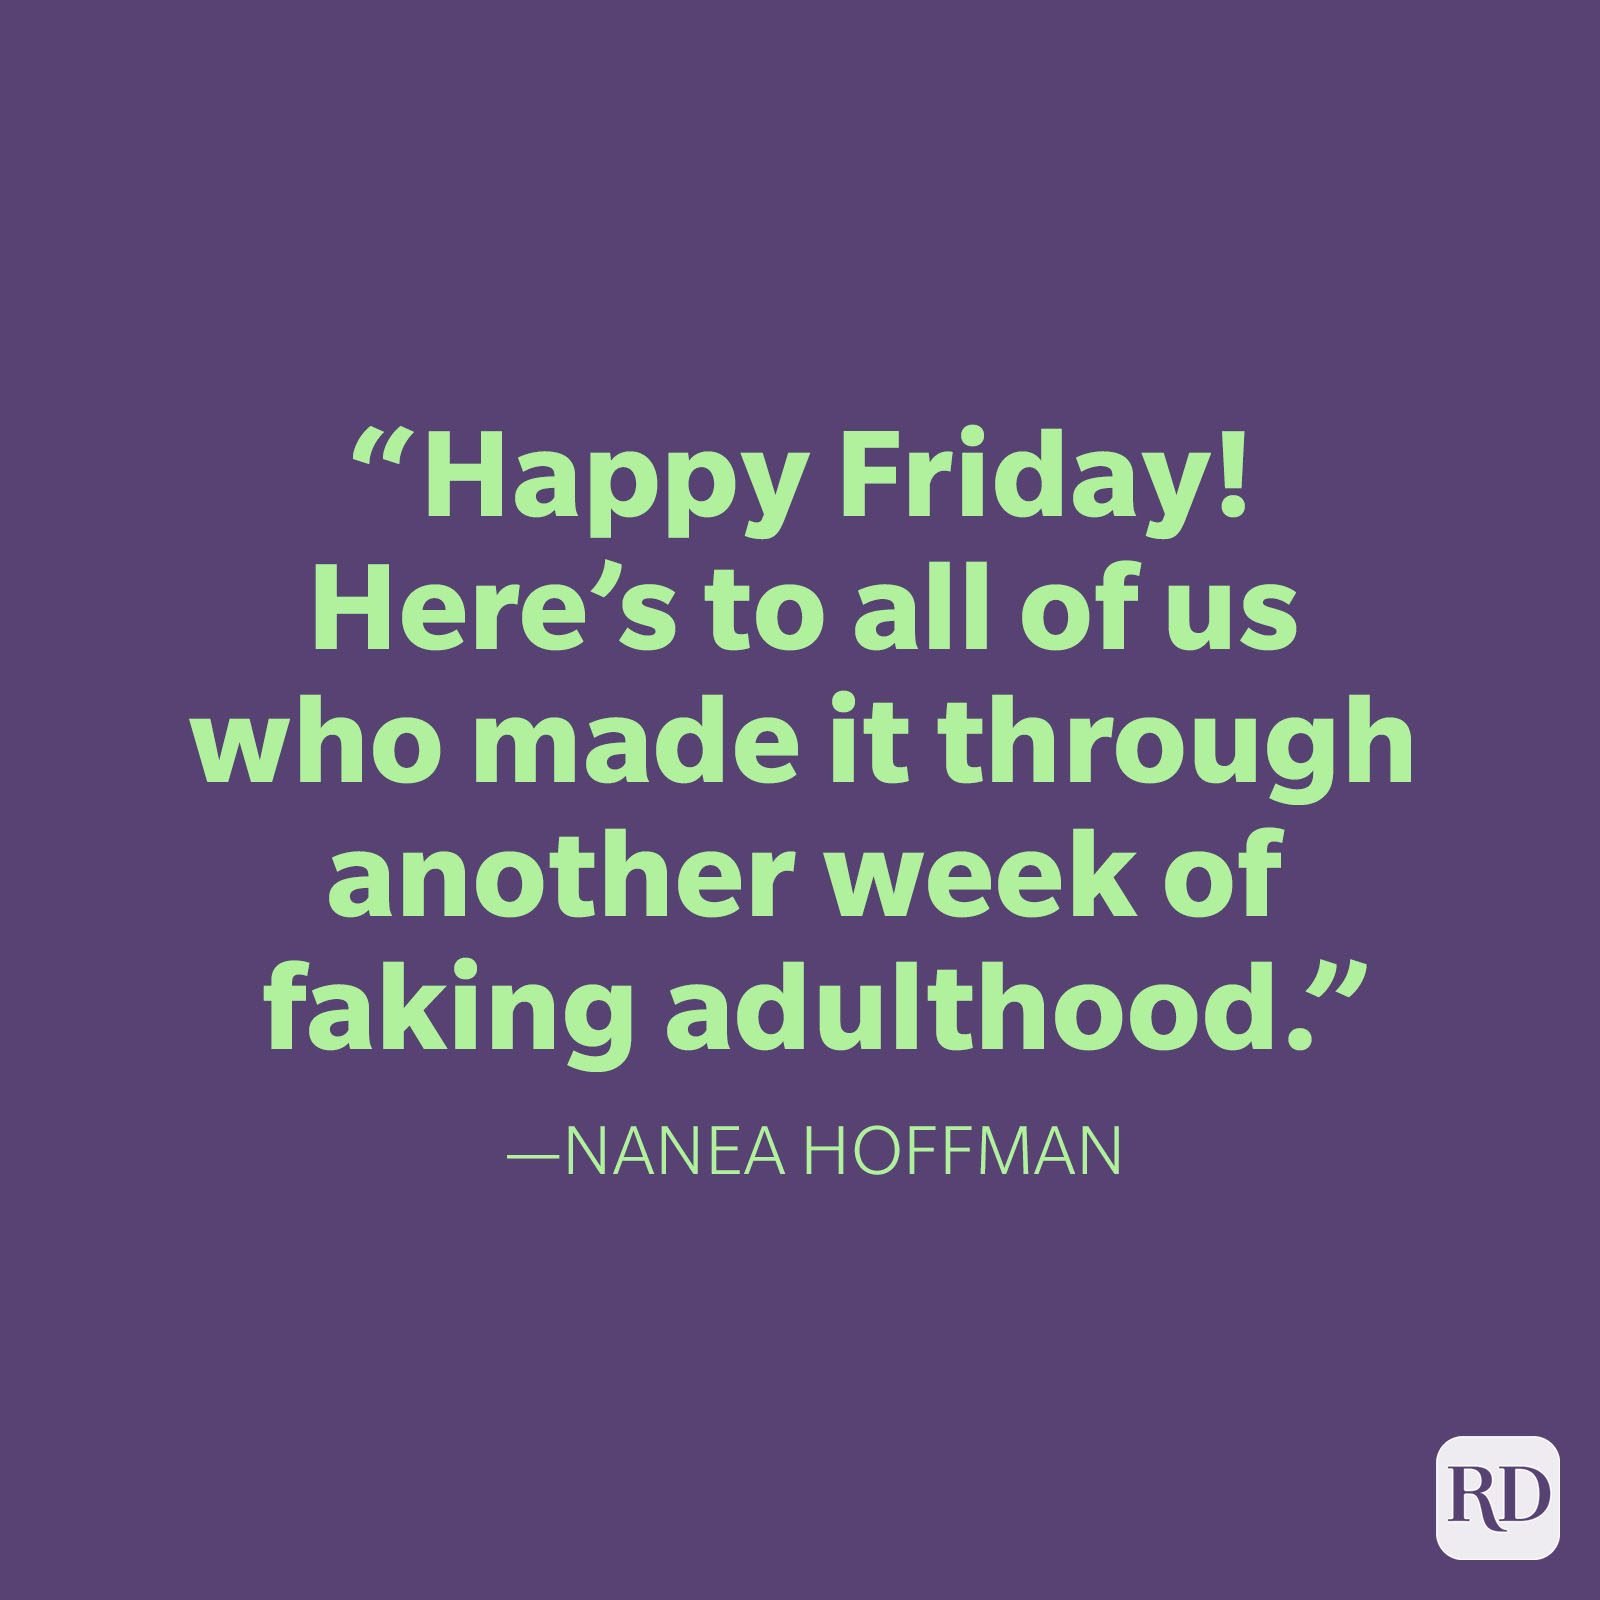 “Happy Friday!
Here’s to all of us
who made it through
another week of
faking adulthood.”
—NANEA HOFFMAN
RD